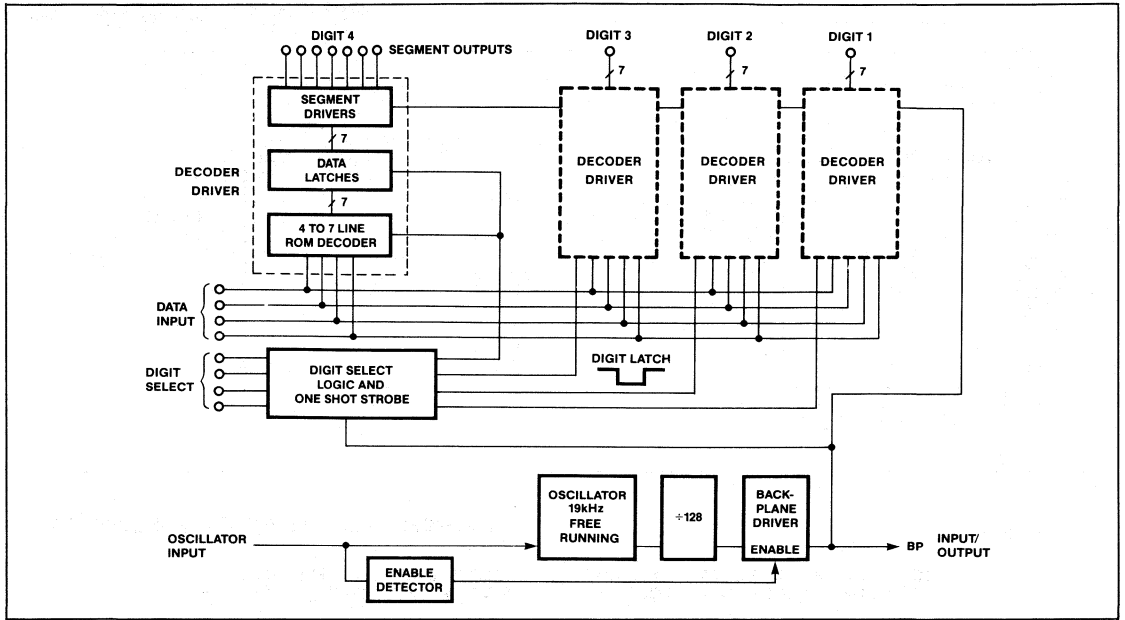 DIGIT 4
SEGMENT OUTPUTS
DIGIT 3
DIGIT 2
DIGIT 1
7
7
7
SEGMENT
DRIVERS
7
DATA
LATCHES
7
4 TO 7 LINE
ROM DECODER
DECODER
DRIVER
DECODER
DRIVER
DECODER
DRIVER
DECODER
DRIVER
DATA
INPUT
DIGIT
SELECT
DIGIT SELECT
LOGIC AND
ONE SHOT STROBE
DIGIT LATCH
OSCILLATOR
19kHz
FREE
RUNNING
÷128
BACK-
PLANE
DRIVER
ENABLE
OSCILLATOR
INPUT
ENABLE
DETECTOR
BP
INPUT/
OUTPUT